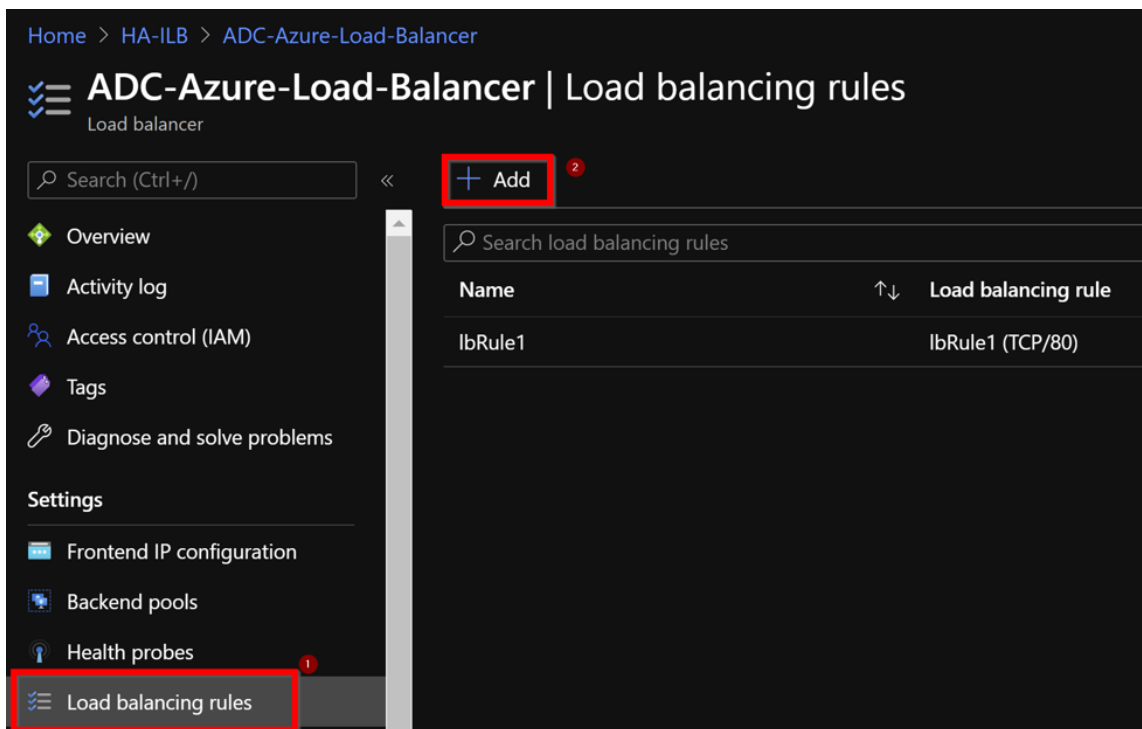 Home > HA-ILB > ADC-Azure-Load-Balancer
ADC-Azure-Load-Balancer | Load balancing rules
Load balancer
Search (Ctrl+/)
«
+ Add
2
Overview
Search load balancing rules
Activity log
Name ↑↓ Load balancing rule
Access control (IAM)
lbRule1 lbRule1 (TCP/80)
Tags
Diagnose and solve problems
Settings
Frontend IP configuration
Backend pools
Health probes
1
Load balancing rules